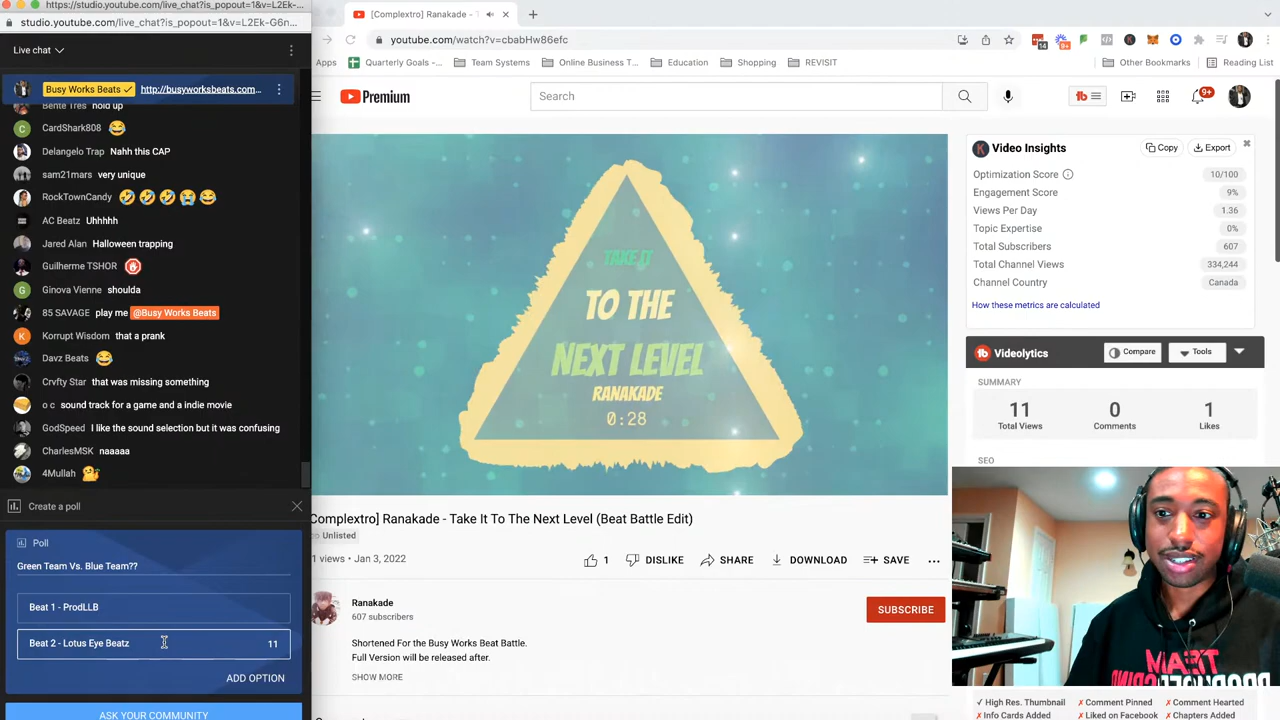 https://studio.youtube.com/live_chat?is_popout=1&v=L2Ek-
studio.youtube.com/live_chat?is_popout=1&v=L2Ek-G6n...
Live chat
Busy Works Beats
http://busyworksbeats.com...
Bente Tres hold up
CardShark808
Delangelo Trap Nahh this CAP
sam21mars very unique
RockTownCandy
AC Beatz Uhhhhh
Jared Alan Halloween trapping
Guilherme TSHOR
Ginova Vienne shoulda
85 SAVAGE play me @Busy Works Beats
Korrupt Wisdom that a prank
Davz Beats
Crvfty Star that was missing something
o c sound track for a game and a indie movie
GodSpeed I like the sound selection but it was confusing
CharlesMSK naaaaa
4Mullah
Create a poll
Poll
Green Team Vs. Blue Team??
Beat 1 - ProdLLB
Beat 2 - Lotus Eye Beatz 11
ADD OPTION
ASK YOUR COMMUNITY
[Complextro] Ranakade -
youtube.com/watch?v=cbabHw86efc
14
9+
Apps
Quarterly Goals -...
Team Systems
Online Business T...
Education
Shopping
REVISIT
Other Bookmarks
Reading List
Premium
Search
9+
TAKE IT
TO THE
NEXT LEVEL
RANAKADE
0:28
Complextro] Ranakade - Take It To The Next Level (Beat Battle Edit)
Unlisted
1 views • Jan 3, 2022
1
DISLIKE
SHARE
DOWNLOAD
SAVE
Ranakade
607 subscribers
SUBSCRIBE
Shortened For the Busy Works Beat Battle.
Full Version will be released after.
SHOW MORE
Video Insights
Copy
Export
Optimization Score 10/100
Engagement Score 9%
Views Per Day 1.36
Topic Expertise 0%
Total Subscribers 607
Total Channel Views 334,244
Channel Country Canada
How these metrics are calculated
Videolytics
Compare
Tools
SUMMARY
11
Total Views
0
Comments
1
Likes
SEO
TEAM
✓ High Res. Thumbnail
✗ Comment Pinned
✗ Comment Hearted
✗ Info Cards Added
✗ Liked on Facebook
✗ Chapters Added